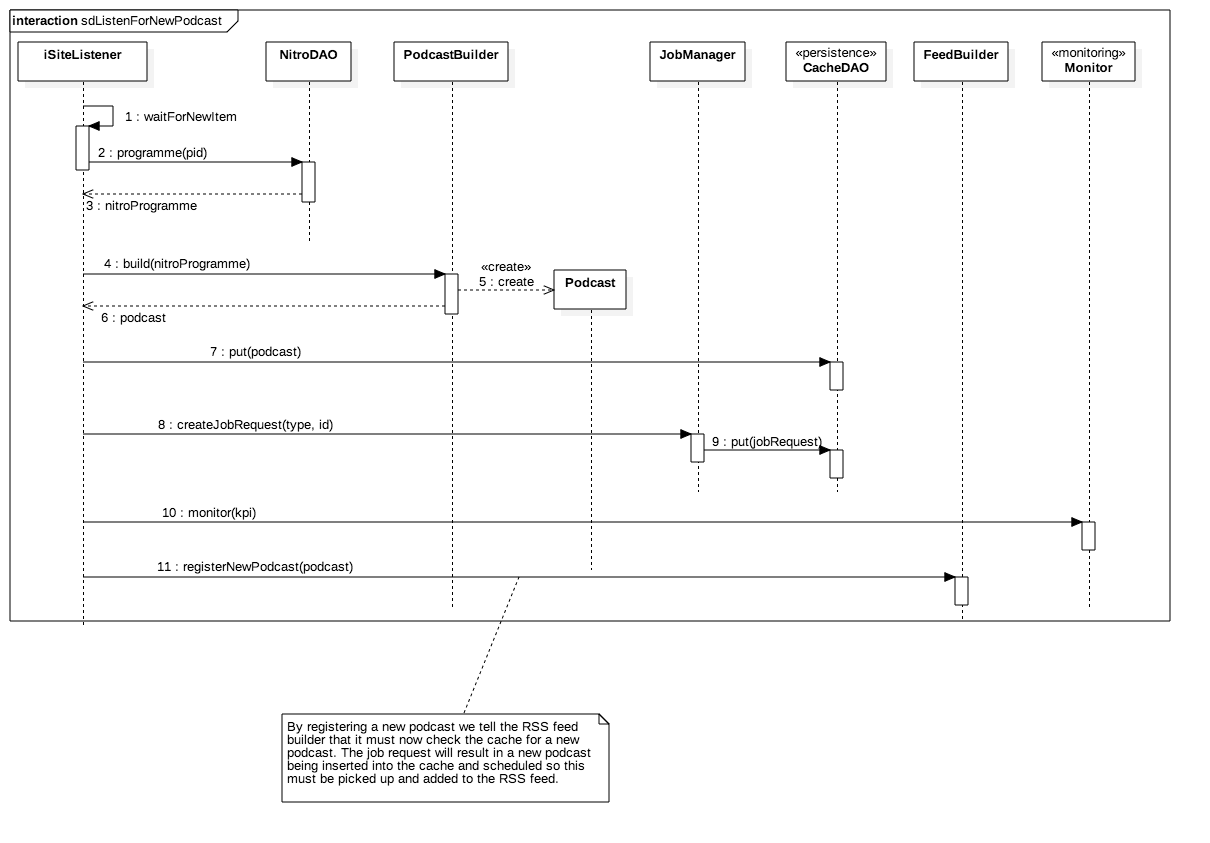 interaction sdListenForNewPodcast
iSiteListener
NitroDAO
PodcastBuilder
JobManager
«persistence»
CacheDAO
FeedBuilder
«monitoring»
Monitor
1 : waitForNewItem
2 : programme(pid)
3 : nitroProgramme
4 : build(nitroProgramme)
«create»
5 : create
Podcast
6 : podcast
7 : put(podcast)
8 : createJobRequest(type, id)
9 : put(jobRequest)
10 : monitor(kpi)
11 : registerNewPodcast(podcast)
By registering a new podcast we tell the RSS feed
builder that it must now check the cache for a new
podcast. The job request will result in a new podcast
being inserted into the cache and scheduled so this
must be picked up and added to the RSS feed.